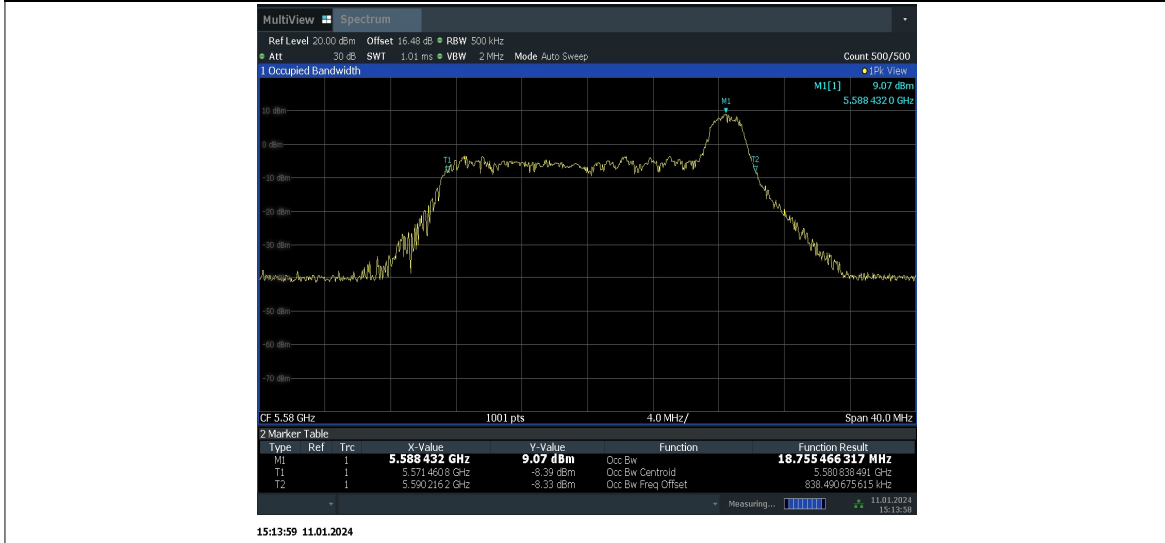 MultiView Spectrum
Ref Level 20.00 dBm Offset 16.48 dB RBW 500 kHz
Att 30 dB SWT 1.01 ms VBW 2 MHz Mode Auto Sweep Count 500/500
1 Occupied Bandwidth 1Pk View
M1[1] 9.07 dBm
5.588 432 0 GHz
M1
10 dBm
0 dBm
T1 T2
-10 dBm
-20 dBm
-30 dBm
-50 dBm
-60 dBm
-70 dBm
CF 5.58 GHz 1001 pts 4.0 MHz/ Span 40.0 MHz
2 Marker Table
Type Ref Trc X-Value Y-Value Function Function Result
M1 1 5.588 432 GHz 9.07 dBm Occ Bw 18.755 466 317 MHz
T1 1 5.571 460 8 GHz -8.39 dBm Occ Bw Centroid 5.580 838 491 GHz
T2 1 5.590 216 2 GHz -8.33 dBm Occ Bw Freq Offset 838.490 675 615 kHz
Measuring... 11.01.2024
15:13:58
15:13:59 11.01.2024